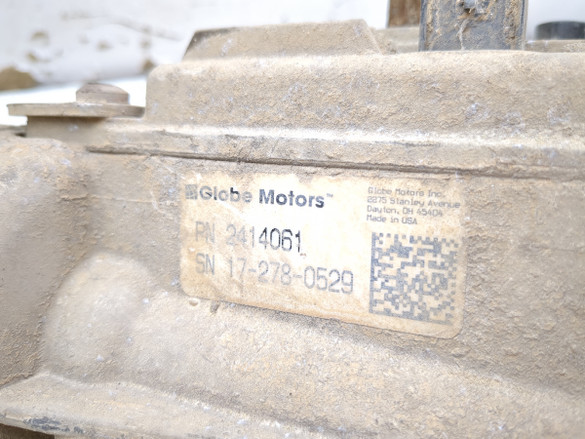 Globe Motors™
Globe Motors Inc.
2275 Stanley Avenue
Dayton, OH 45404
Made in USA
PN 2414061
SN 17-278-0529